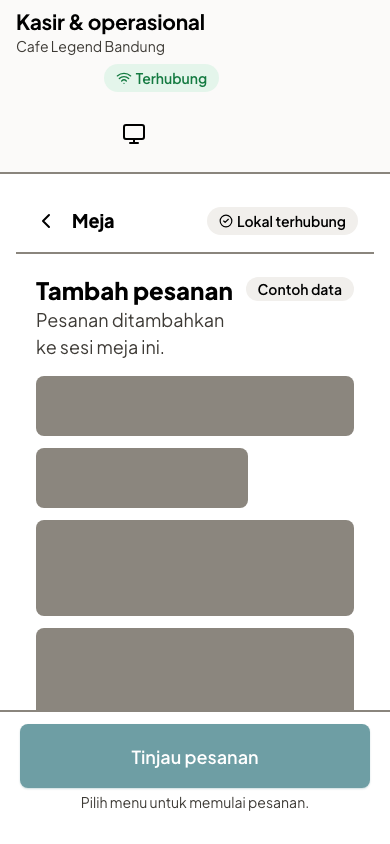 Kasir & operasional
Cafe Legend Bandung
Terhubung
Meja
Lokal terhubung
Tambah pesanan
Contoh data
Pesanan ditambahkan
ke sesi meja ini.
Tinjau pesanan
Pilih menu untuk memulai pesanan.